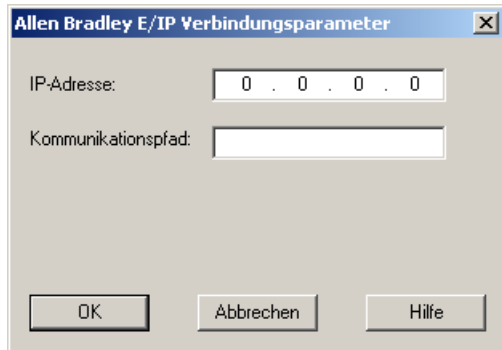 Allen Bradley E/IP Verbindungsparameter
IP-Adresse: 0 . 0 . 0 . 0
Kommunikationspfad:
OK Abbrechen Hilfe